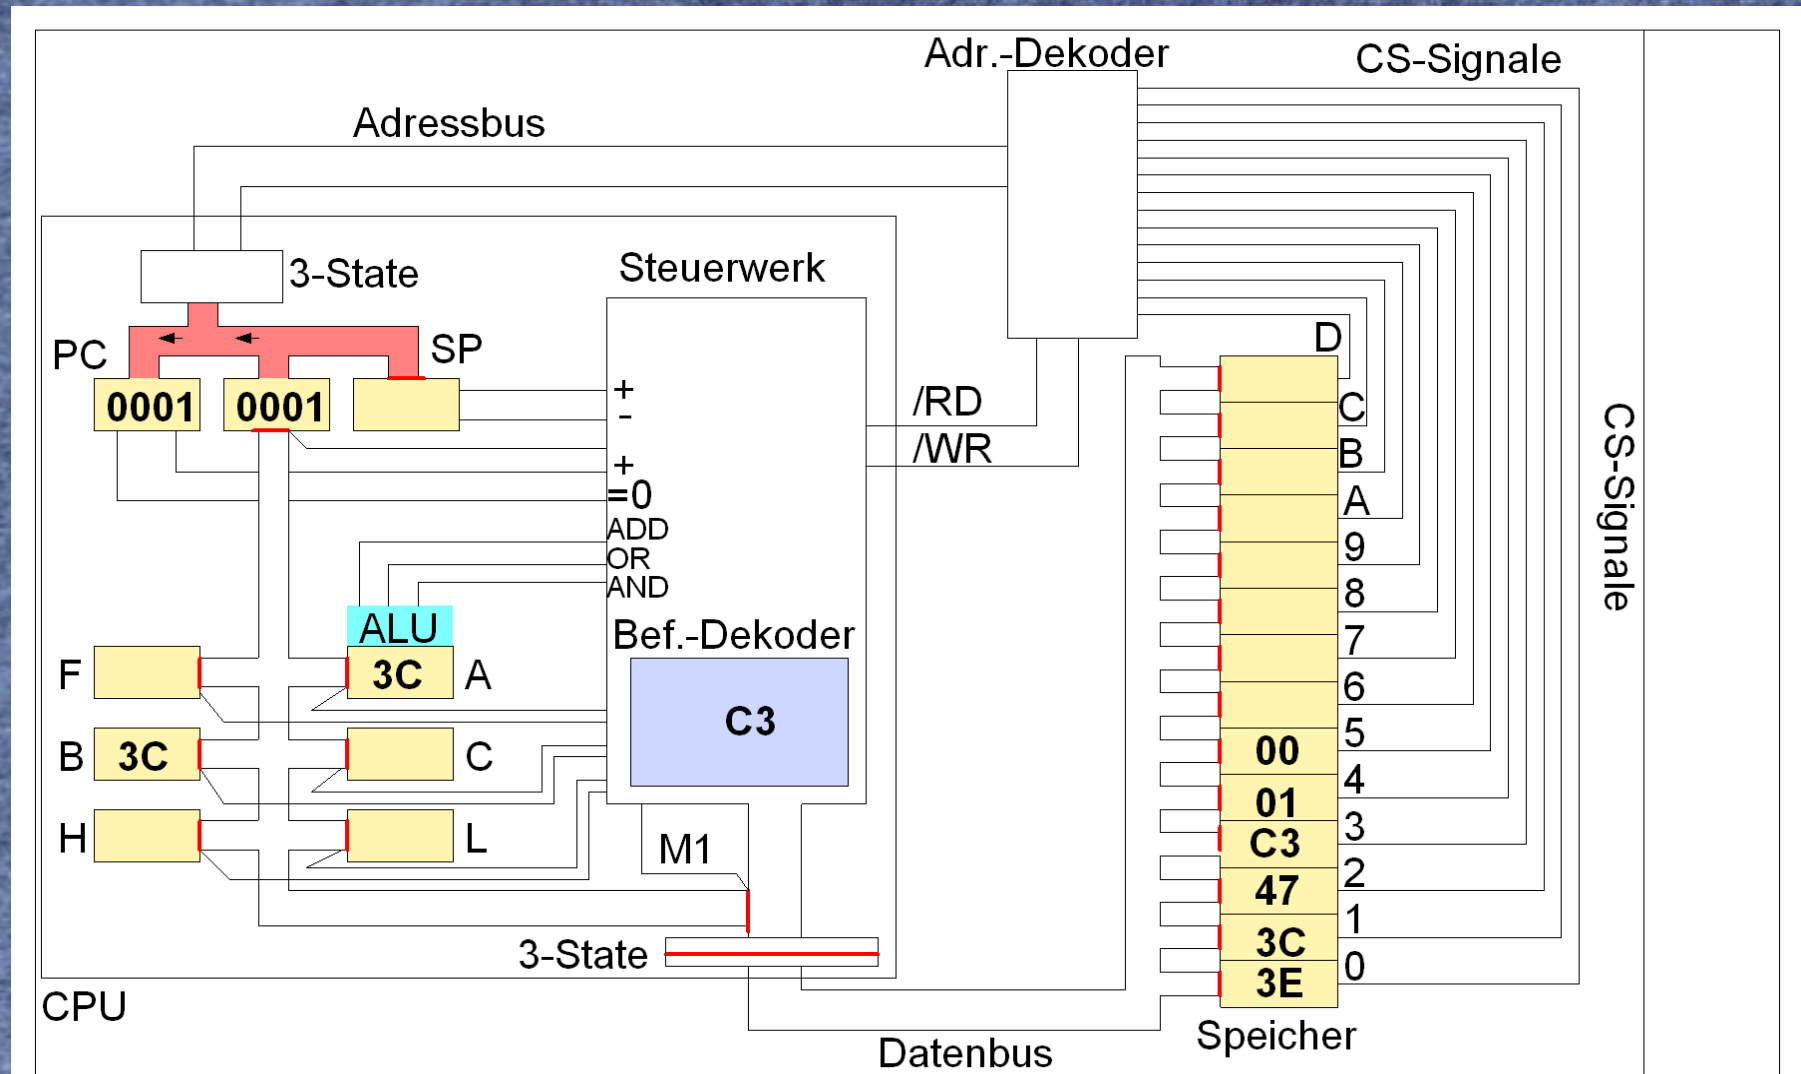 Adr.-Dekoder
CS-Signale
Adressbus
3-State
Steuerwerk
PC
SP
0001
0001
+
-
+
=0
ADD
OR
AND
/RD
/WR
ALU
Bef.-Dekoder
F
3C
A
C3
B
3C
C
H
L
M1
3-State
CPU
Datenbus
D
C
B
A
9
8
7
6
5
00
4
01
3
C3
2
47
1
3C
0
3E
Speicher
CS-Signale